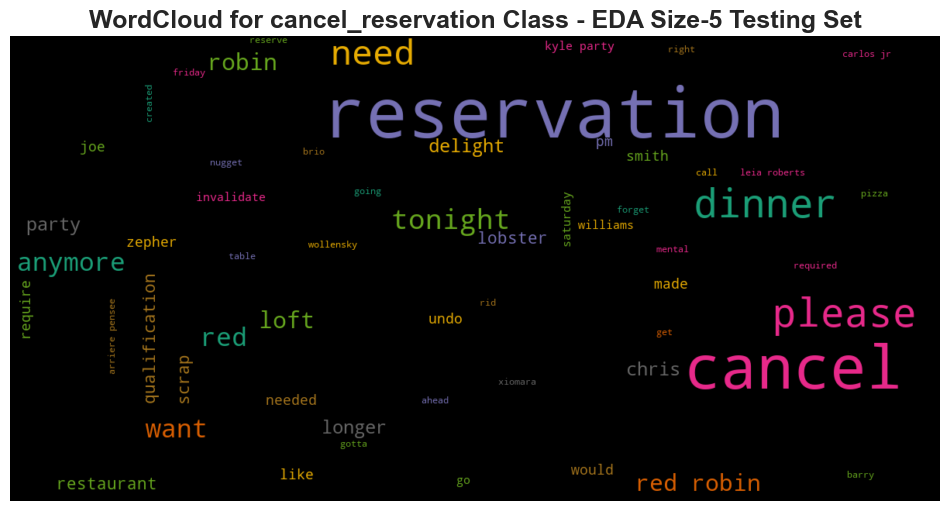 WordCloud for cancel_reservation Class - EDA Size-5 Testing Set
reserve
kyle party
right
carlos jr
need
robin
friday
created
reservation
joe
brio
delight
pm
smith
nugget
call
leia roberts
invalidate
going
saturday
dinner
pizza
forget
party
tonight
williams
zepher
wollensky
lobster
anymore
table
mental
required
require
arriere pensee
qualification
made
rid
please
loft
undo
red
get
scrap
chris
cancel
xiomara
needed
ahead
want
longer
gotta
restaurant
like
go
would
red robin
barry